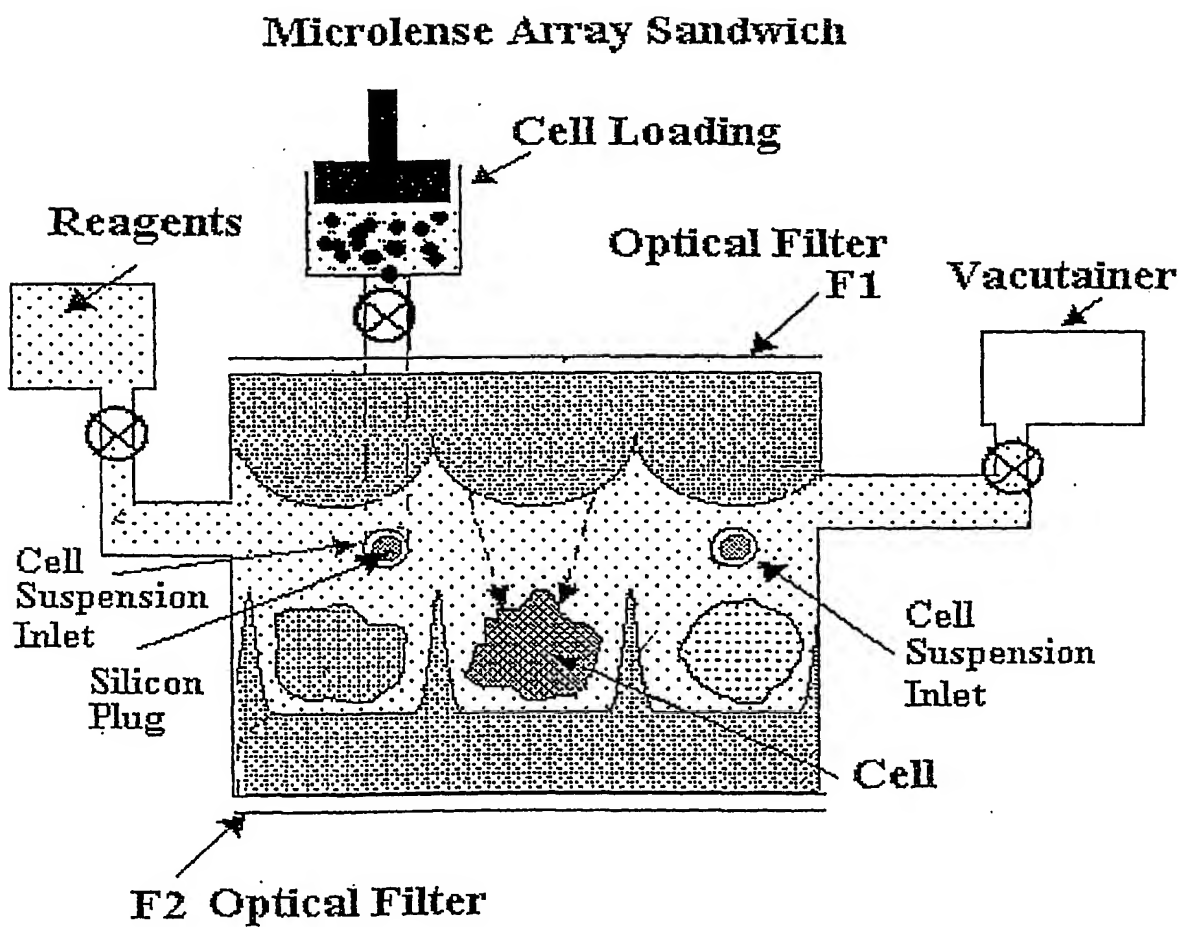 Microlense Array Sandwich
Cell Loading
Reagents
Optical Filter
F1
Vacutainer
Cell
Suspension
Inlet
Silicon
Plug
Cell
Suspension
Inlet
Cell
F2 Optical Filter